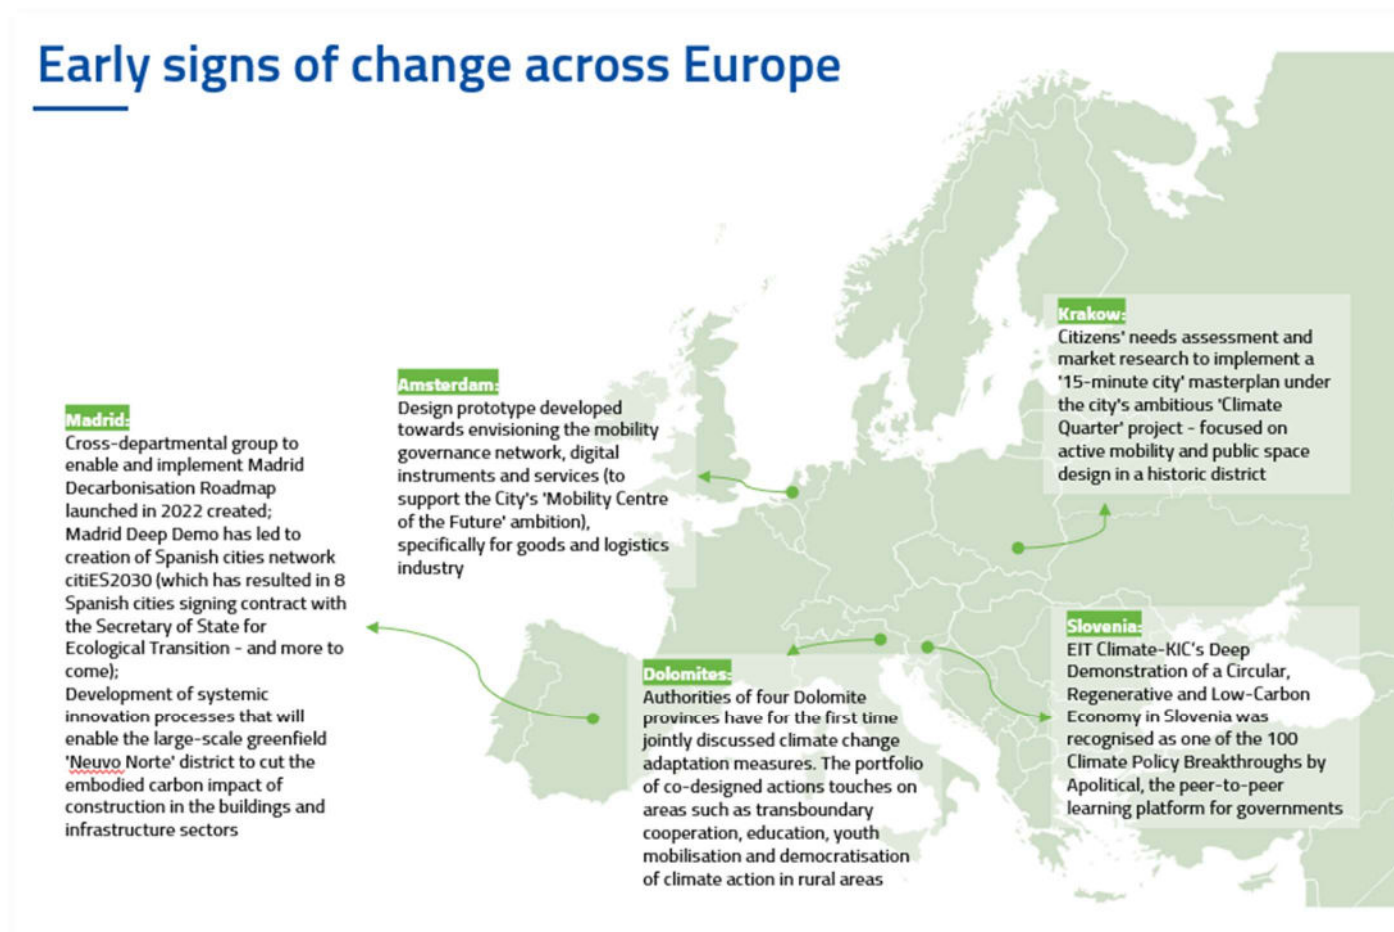 Early signs of change across Europe
Madrid:
Cross-departmental group to
enable and implement Madrid
Decarbonisation Roadmap
launched in 2022 created;
Madrid Deep Demo has led to
creation of Spanish cities network
citiES2030 (which has resulted in 8
Spanish cities signing contract with
the Secretary of State for
Ecological Transition - and more to
come);
Development of systemic
innovation processes that will
enable the large-scale greenfield
'Neuvo Norte' district to cut the
embodied carbon impact of
construction in the buildings and
infrastructure sectors
Amsterdam:
Design prototype developed
towards envisioning the mobility
governance network, digital
instruments and services (to
support the City's 'Mobility Centre
of the Future' ambition),
specifically for goods and logistics
industry
Dolomites:
Authorities of four Dolomite
provinces have for the first time
jointly discussed climate change
adaptation measures. The portfolio
of co-designed actions touches on
areas such as transboundary
cooperation, education, youth
mobilisation and democratisation
of climate action in rural areas
Krakow:
Citizens' needs assessment and
market research to implement a
'15-minute city' masterplan under
the city's ambitious 'Climate
Quarter' project - focused on
active mobility and public space
design in a historic district
Slovenia:
EIT Climate-KIC's Deep
Demonstration of a Circular,
Regenerative and Low-Carbon
Economy in Slovenia was
recognised as one of the 100
Climate Policy Breakthroughs by
Apolitical, the peer-to-peer
learning platform for governments